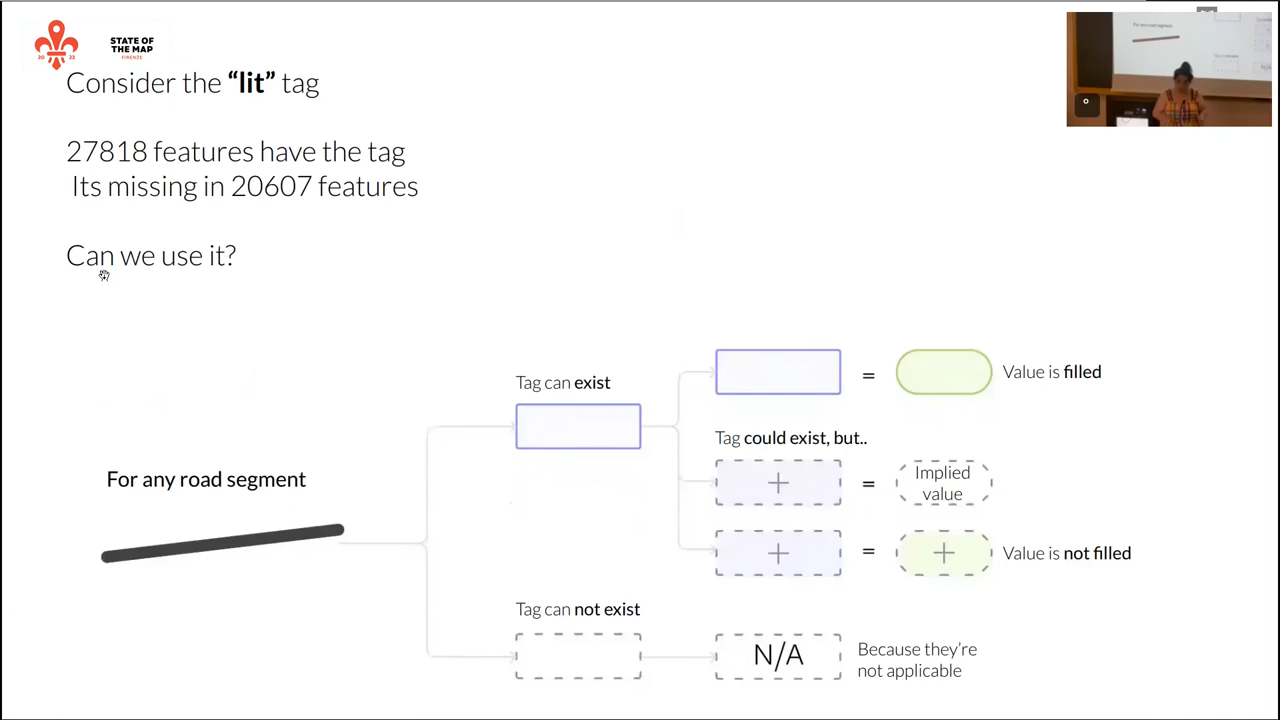 STATE OF THE MAP
FIRENZE
20 22
Consider the “lit” tag
27818 features have the tag
Its missing in 20607 features
Can we use it?
For any road segment
Tag can exist
= Value is filled
Tag could exist, but..
+ = Implied value
+ = + Value is not filled
Tag can not exist
N/A
Because they’re
not applicable